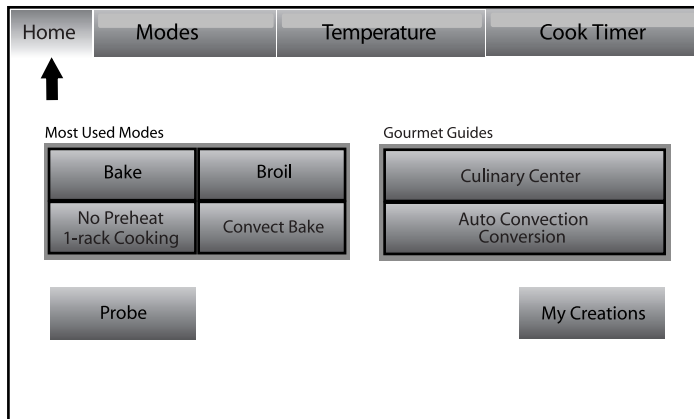 Home
Modes
Temperature
Cook Timer
Most Used Modes
Bake
Broil
No Preheat
1-rack Cooking
Convect Bake
Gourmet Guides
Culinary Center
Auto Convection
Conversion
Probe
My Creations